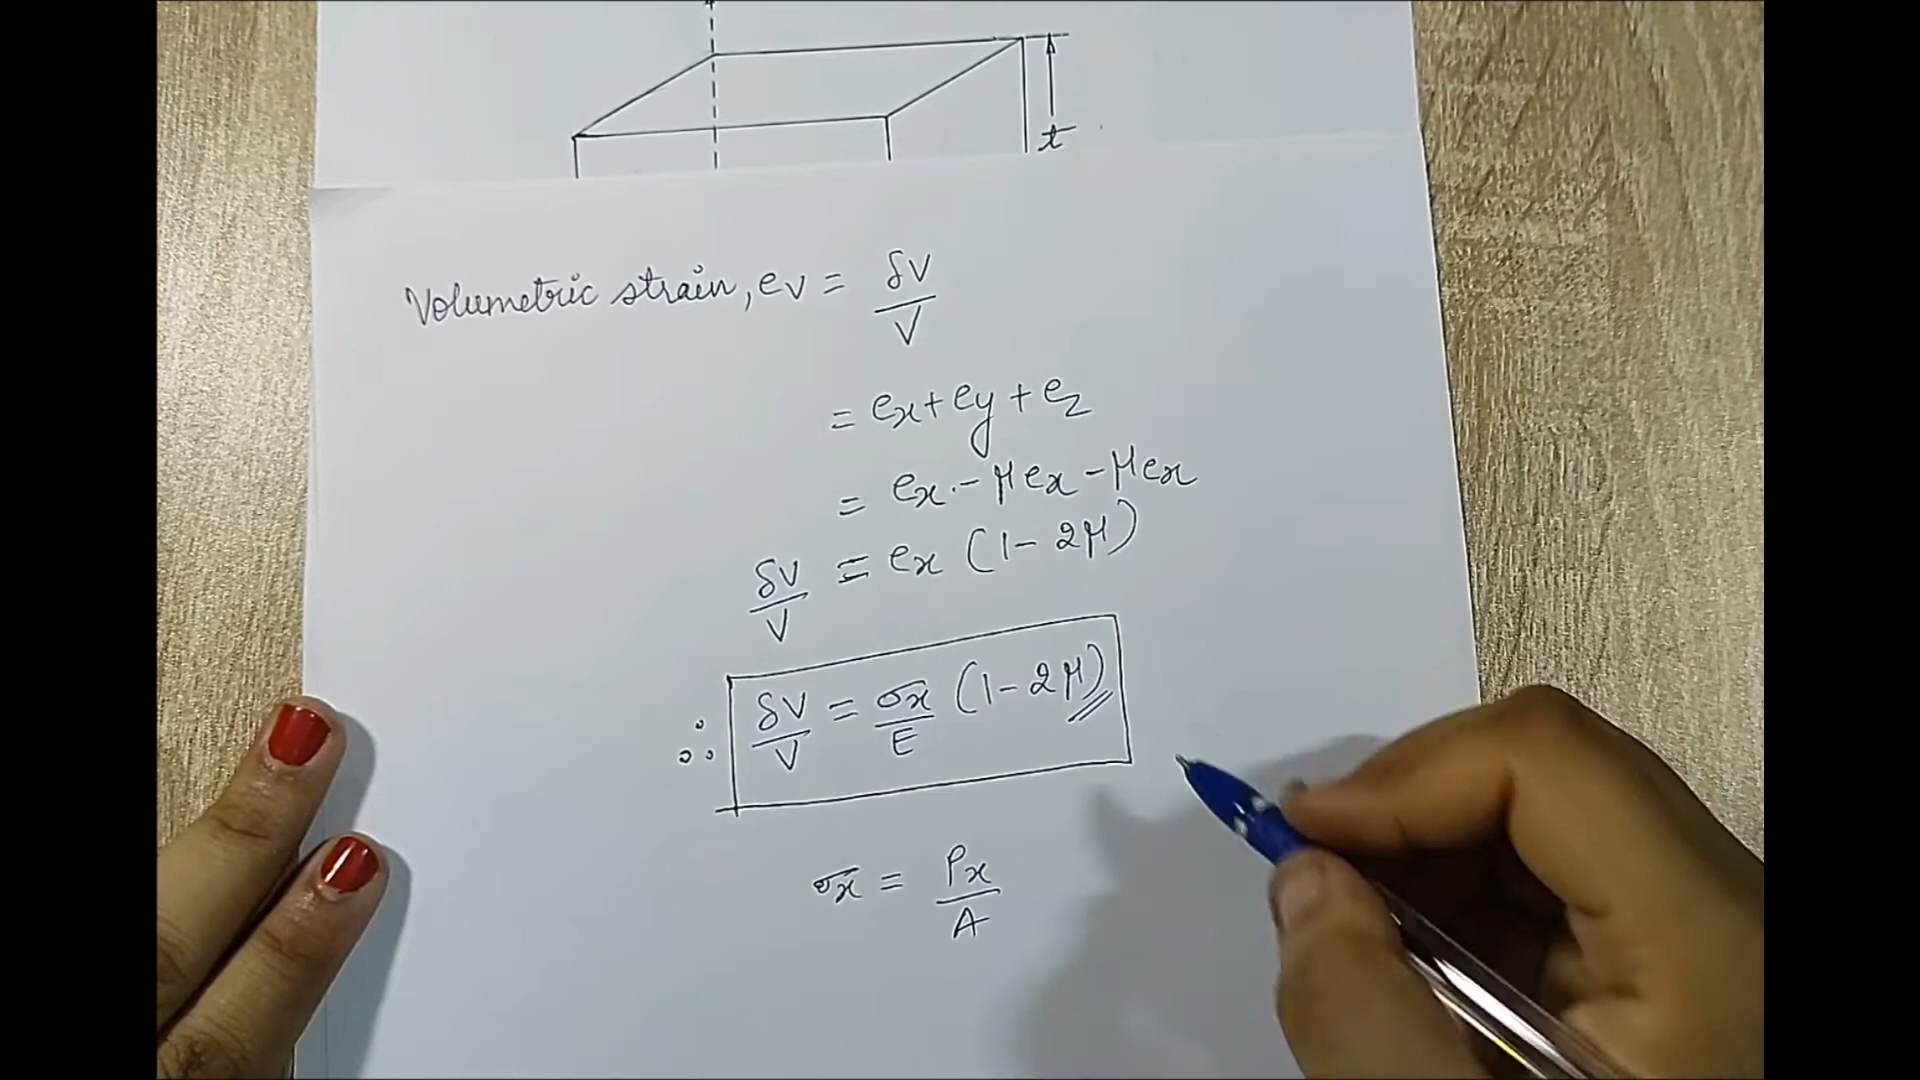 t
Volumetric strain, ev = δV/V
= ex + ey + ez
= ex - μex - μex
δV/V = ex (1 - 2μ)
∴ δV/V = σx/E (1 - 2μ)
σx = Px/A